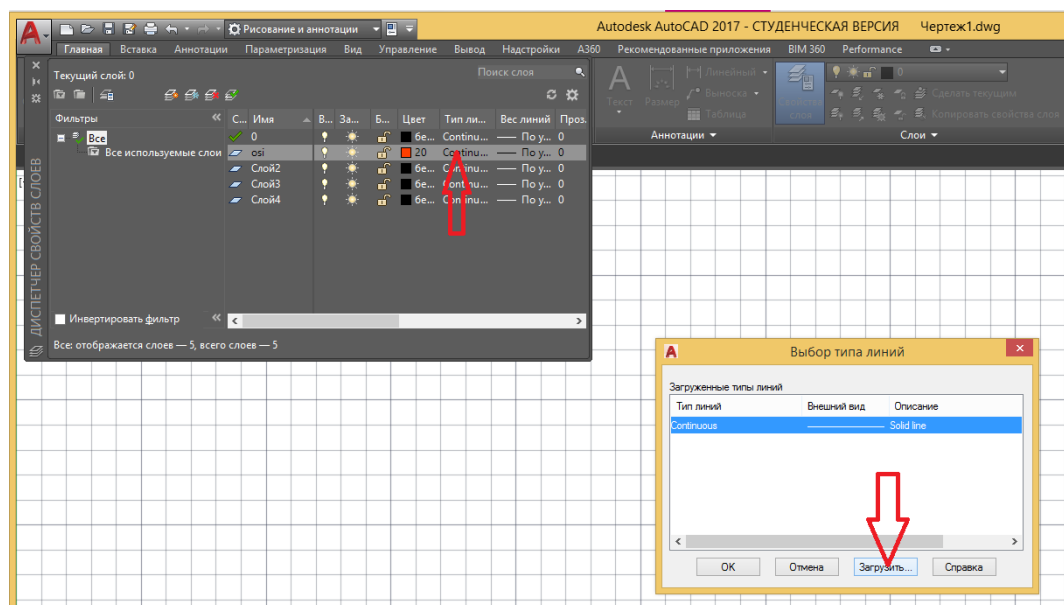 Рисование и аннотации
Autodesk AutoCAD 2017 - СТУДЕНЧЕСКАЯ ВЕРСИЯ Чертеж1.dwg
Главная Вставка Аннотации Параметризация Вид Управление Вывод Надстройки A360 Рекомендованные приложения BIM 360 Performance
Текущий слой: 0
Поиск слоя
Фильтры
С... Имя В... За... Б... Цвет Тип ли... Вес линий Проз.
Все
Все используемые слои
0 бе... Continu... По у... 0
osi 20 Continu... По у... 0
Слой2 бе... Continu... По у... 0
Слой3 бе... Continu... По у... 0
Слой4 бе... Continu... По у... 0
Инвертировать фильтр
Все: отображается слоев — 5, всего слоев — 5
ДИСПЕТЧЕР СВОЙСТВ СЛОЕВ
Текст
Размер
Линейный
Выноска
Таблица
Аннотации
Свойства слоя
0
Сделать текущим
Копировать свойства слоя
Слои
Выбор типа линий
Загруженные типы линий
Тип линий Внешний вид Описание
Continuous Solid line
ОК Отмена Загрузить... Справка